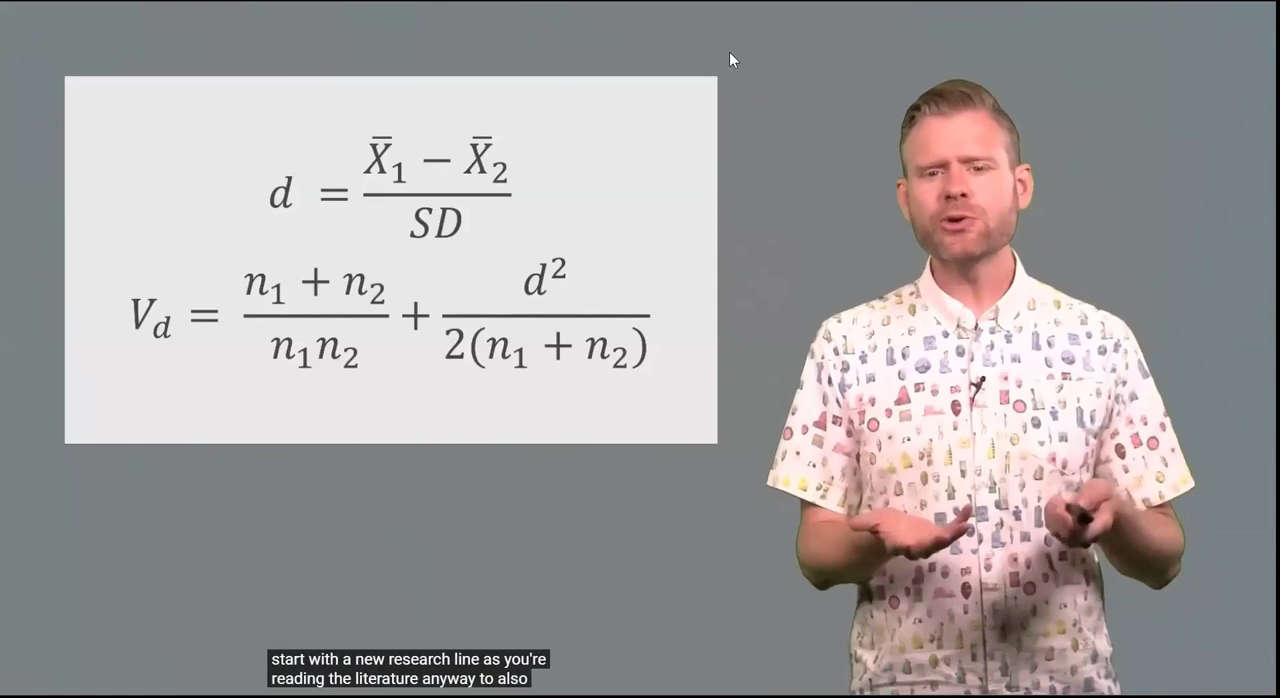 d = (X̄₁ − X̄₂) / SD
V_d = (n₁ + n₂) / (n₁n₂) + d² / (2(n₁ + n₂))
start with a new research line as you're
reading the literature anyway to also